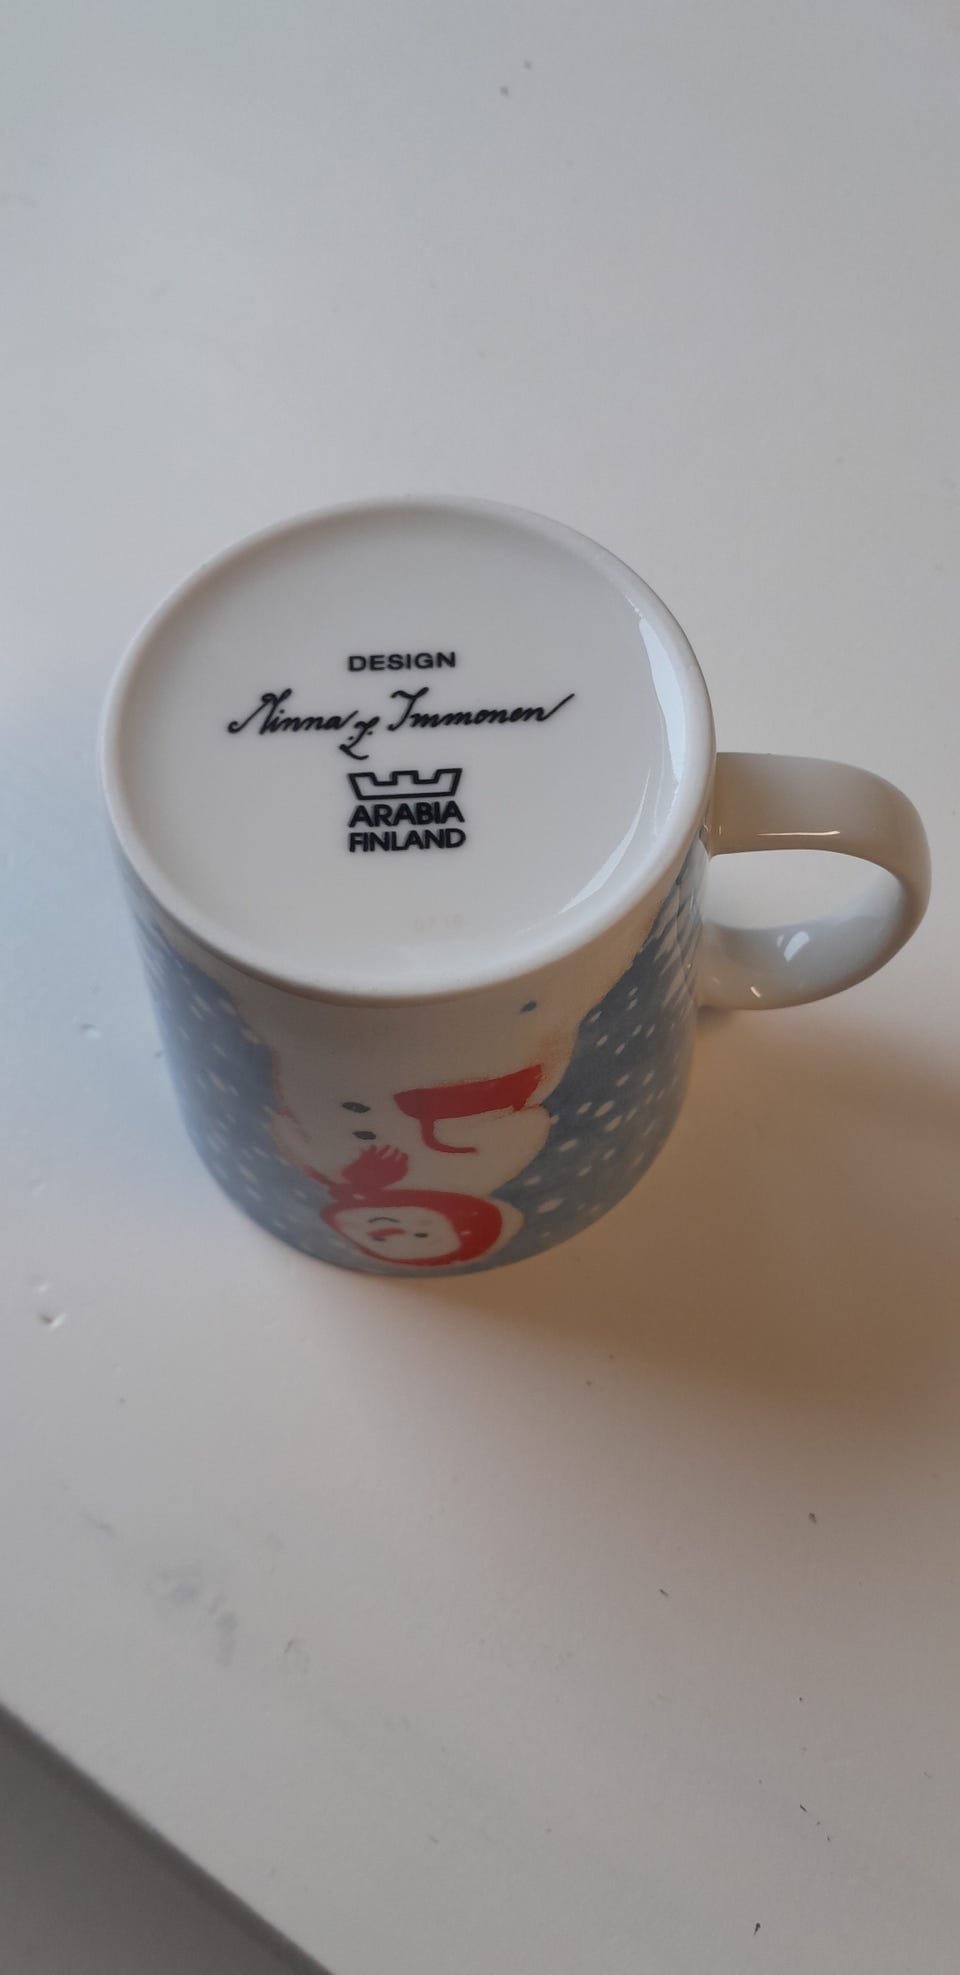 DESIGN
Minna L. Immonen
ARABIA
FINLAND